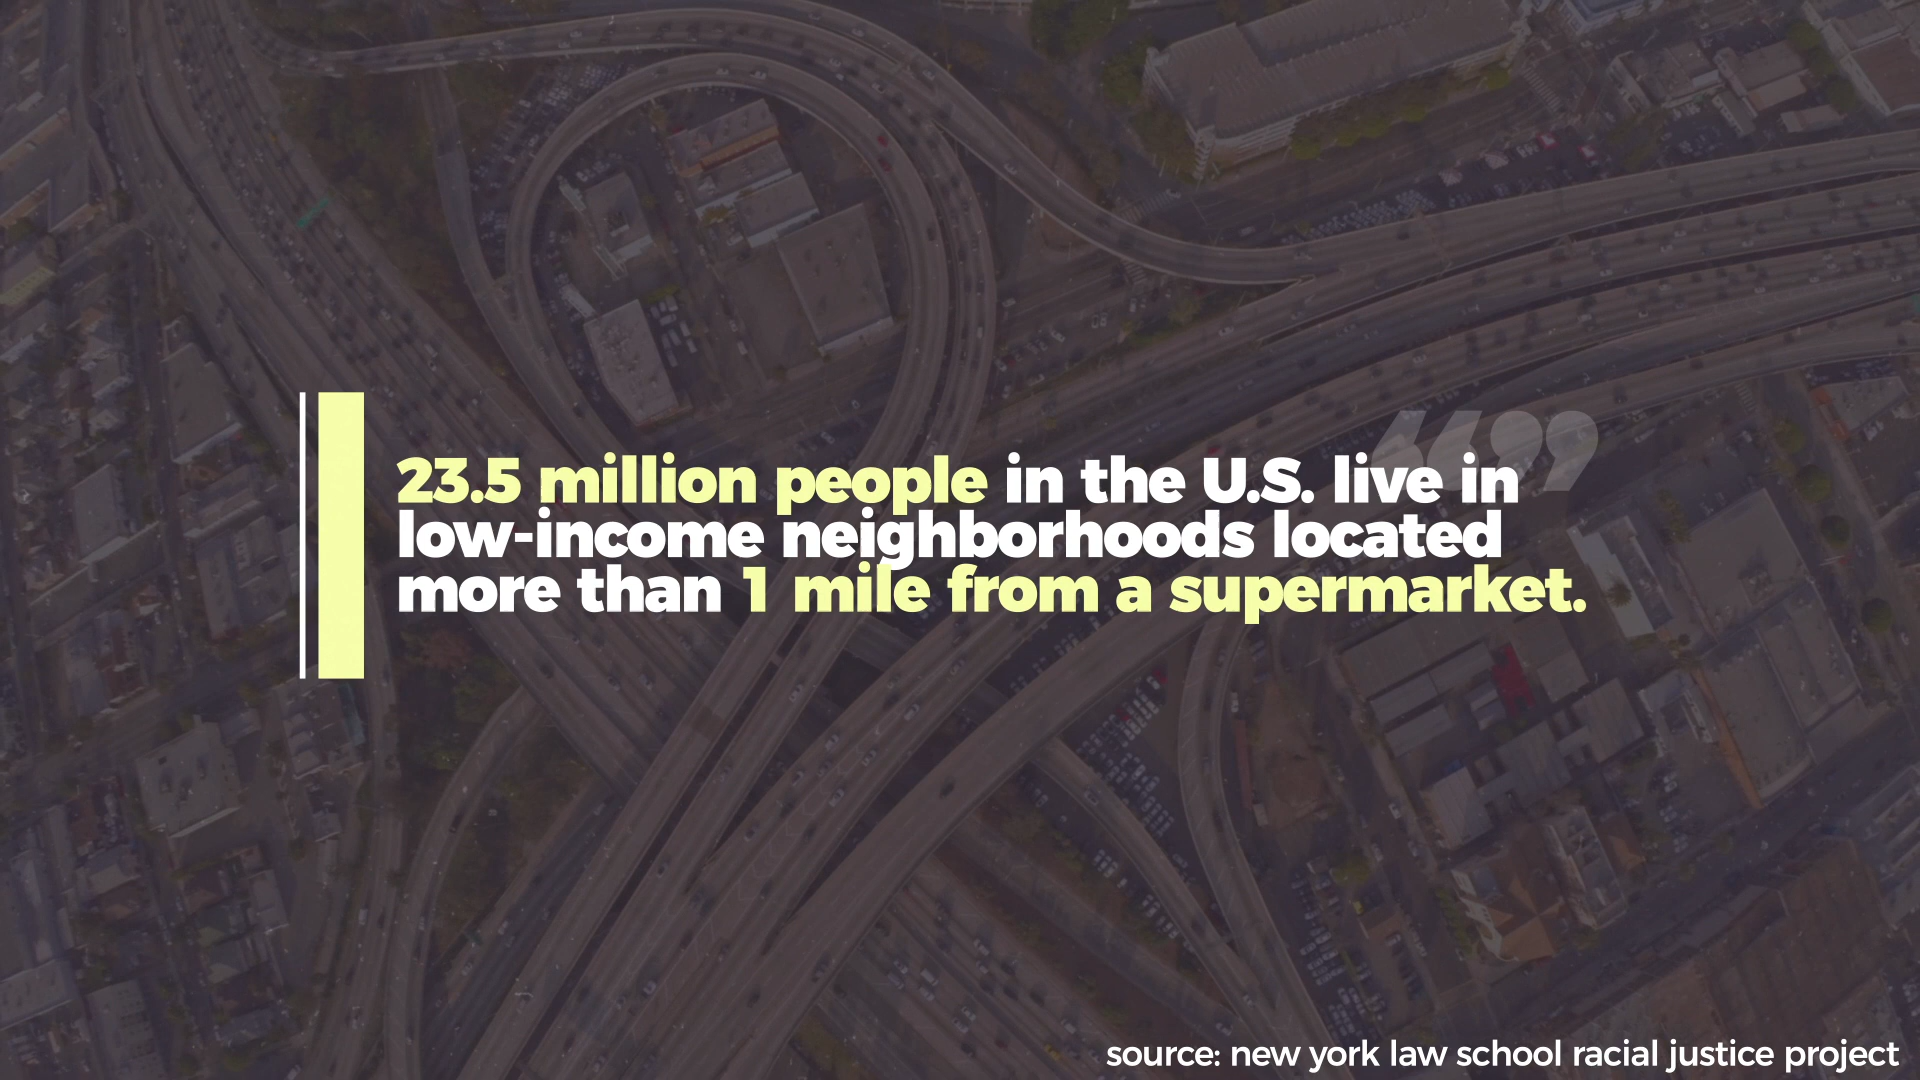 23.5 million people in the U.S. live in
low-income neighborhoods located
more than 1 mile from a supermarket.
source: new york law school racial justice project